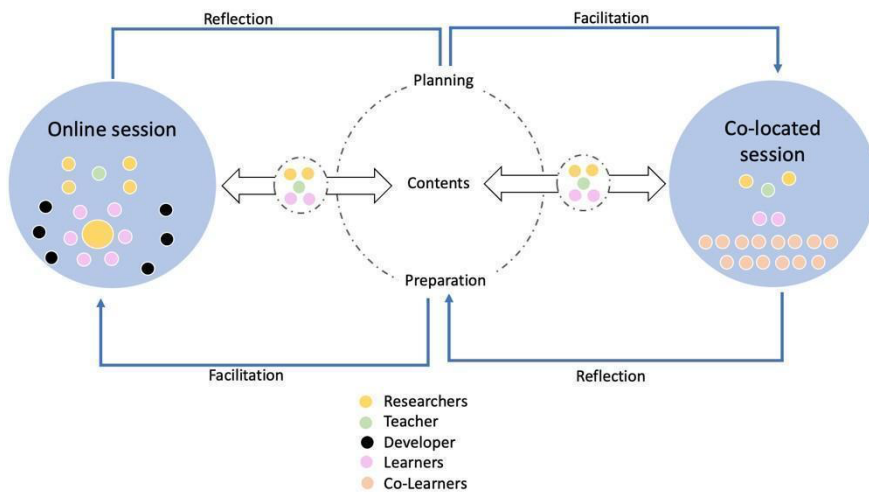 Reflection
Facilitation
Planning
Online session
Co-located
session
Contents
Preparation
Facilitation
Reflection
Researchers
Teacher
Developer
Learners
Co-Learners